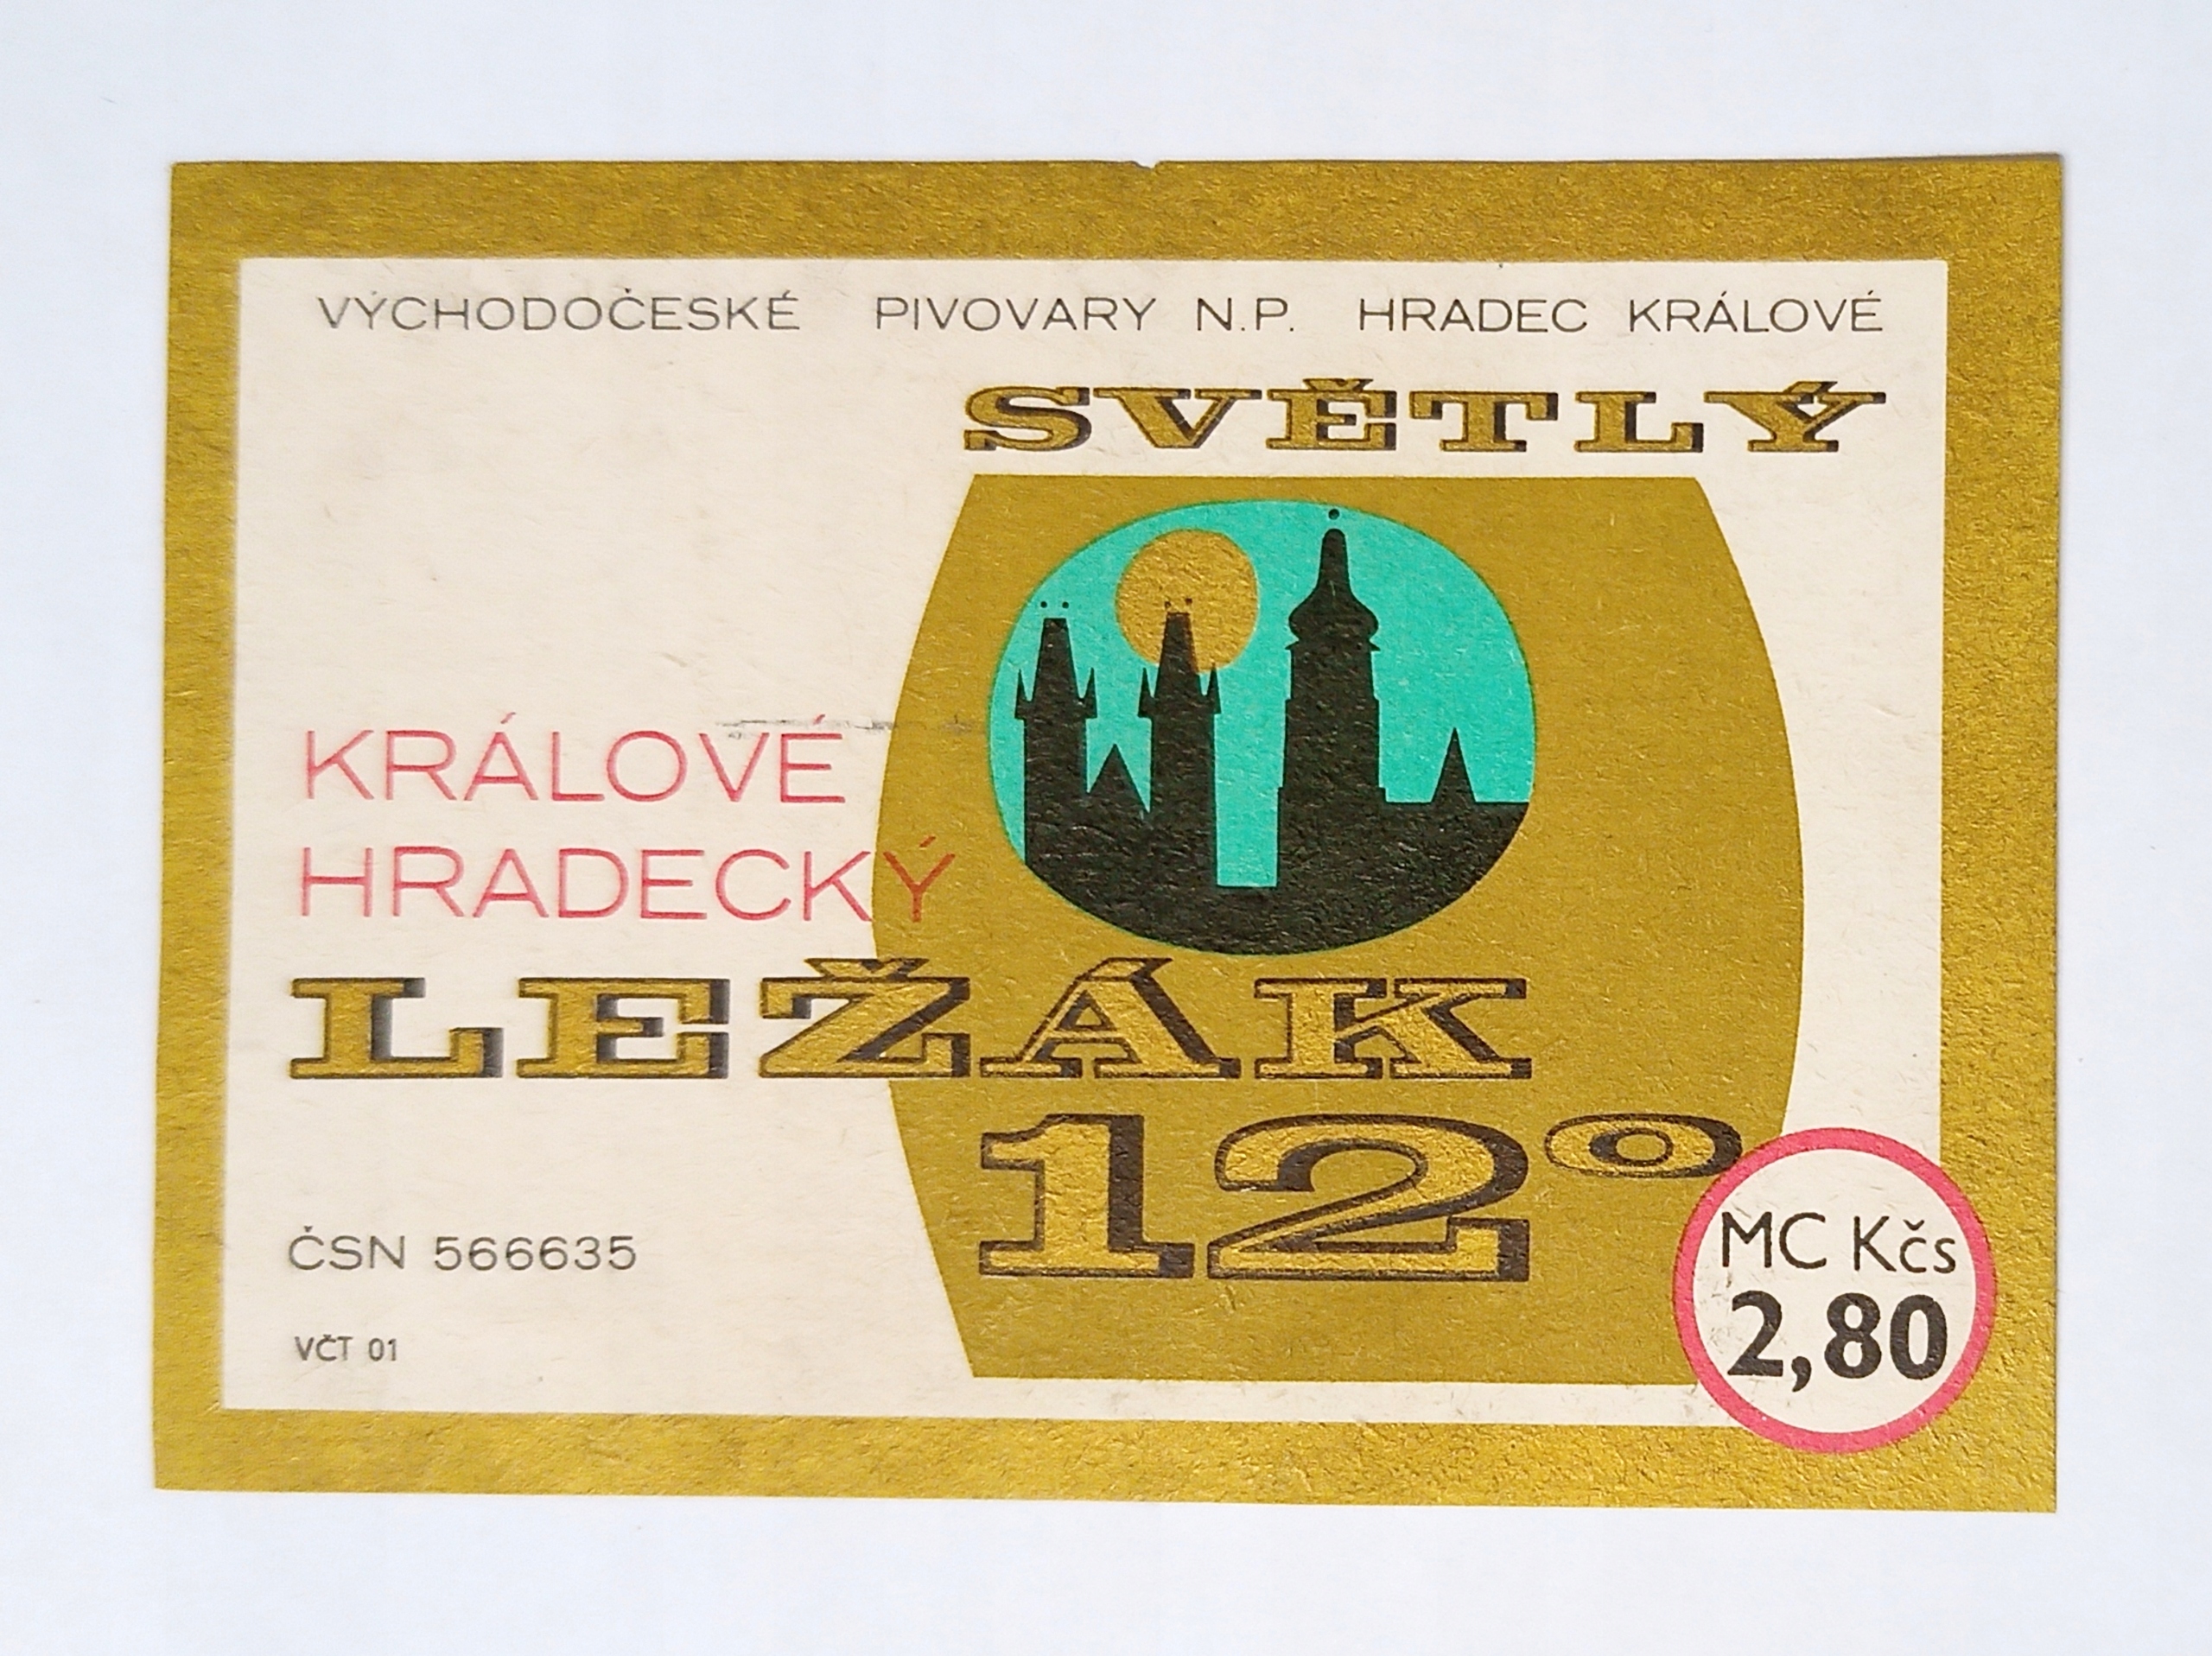 VÝCHODOČESKÉ PIVOVARY N.P. HRADEC KRÁLOVÉ
SVĚTLÝ
KRÁLOVÉ
HRADECKÝ
LEŽÁK
12°
ČSN 566635
VČT 01
MC Kčs
2,80